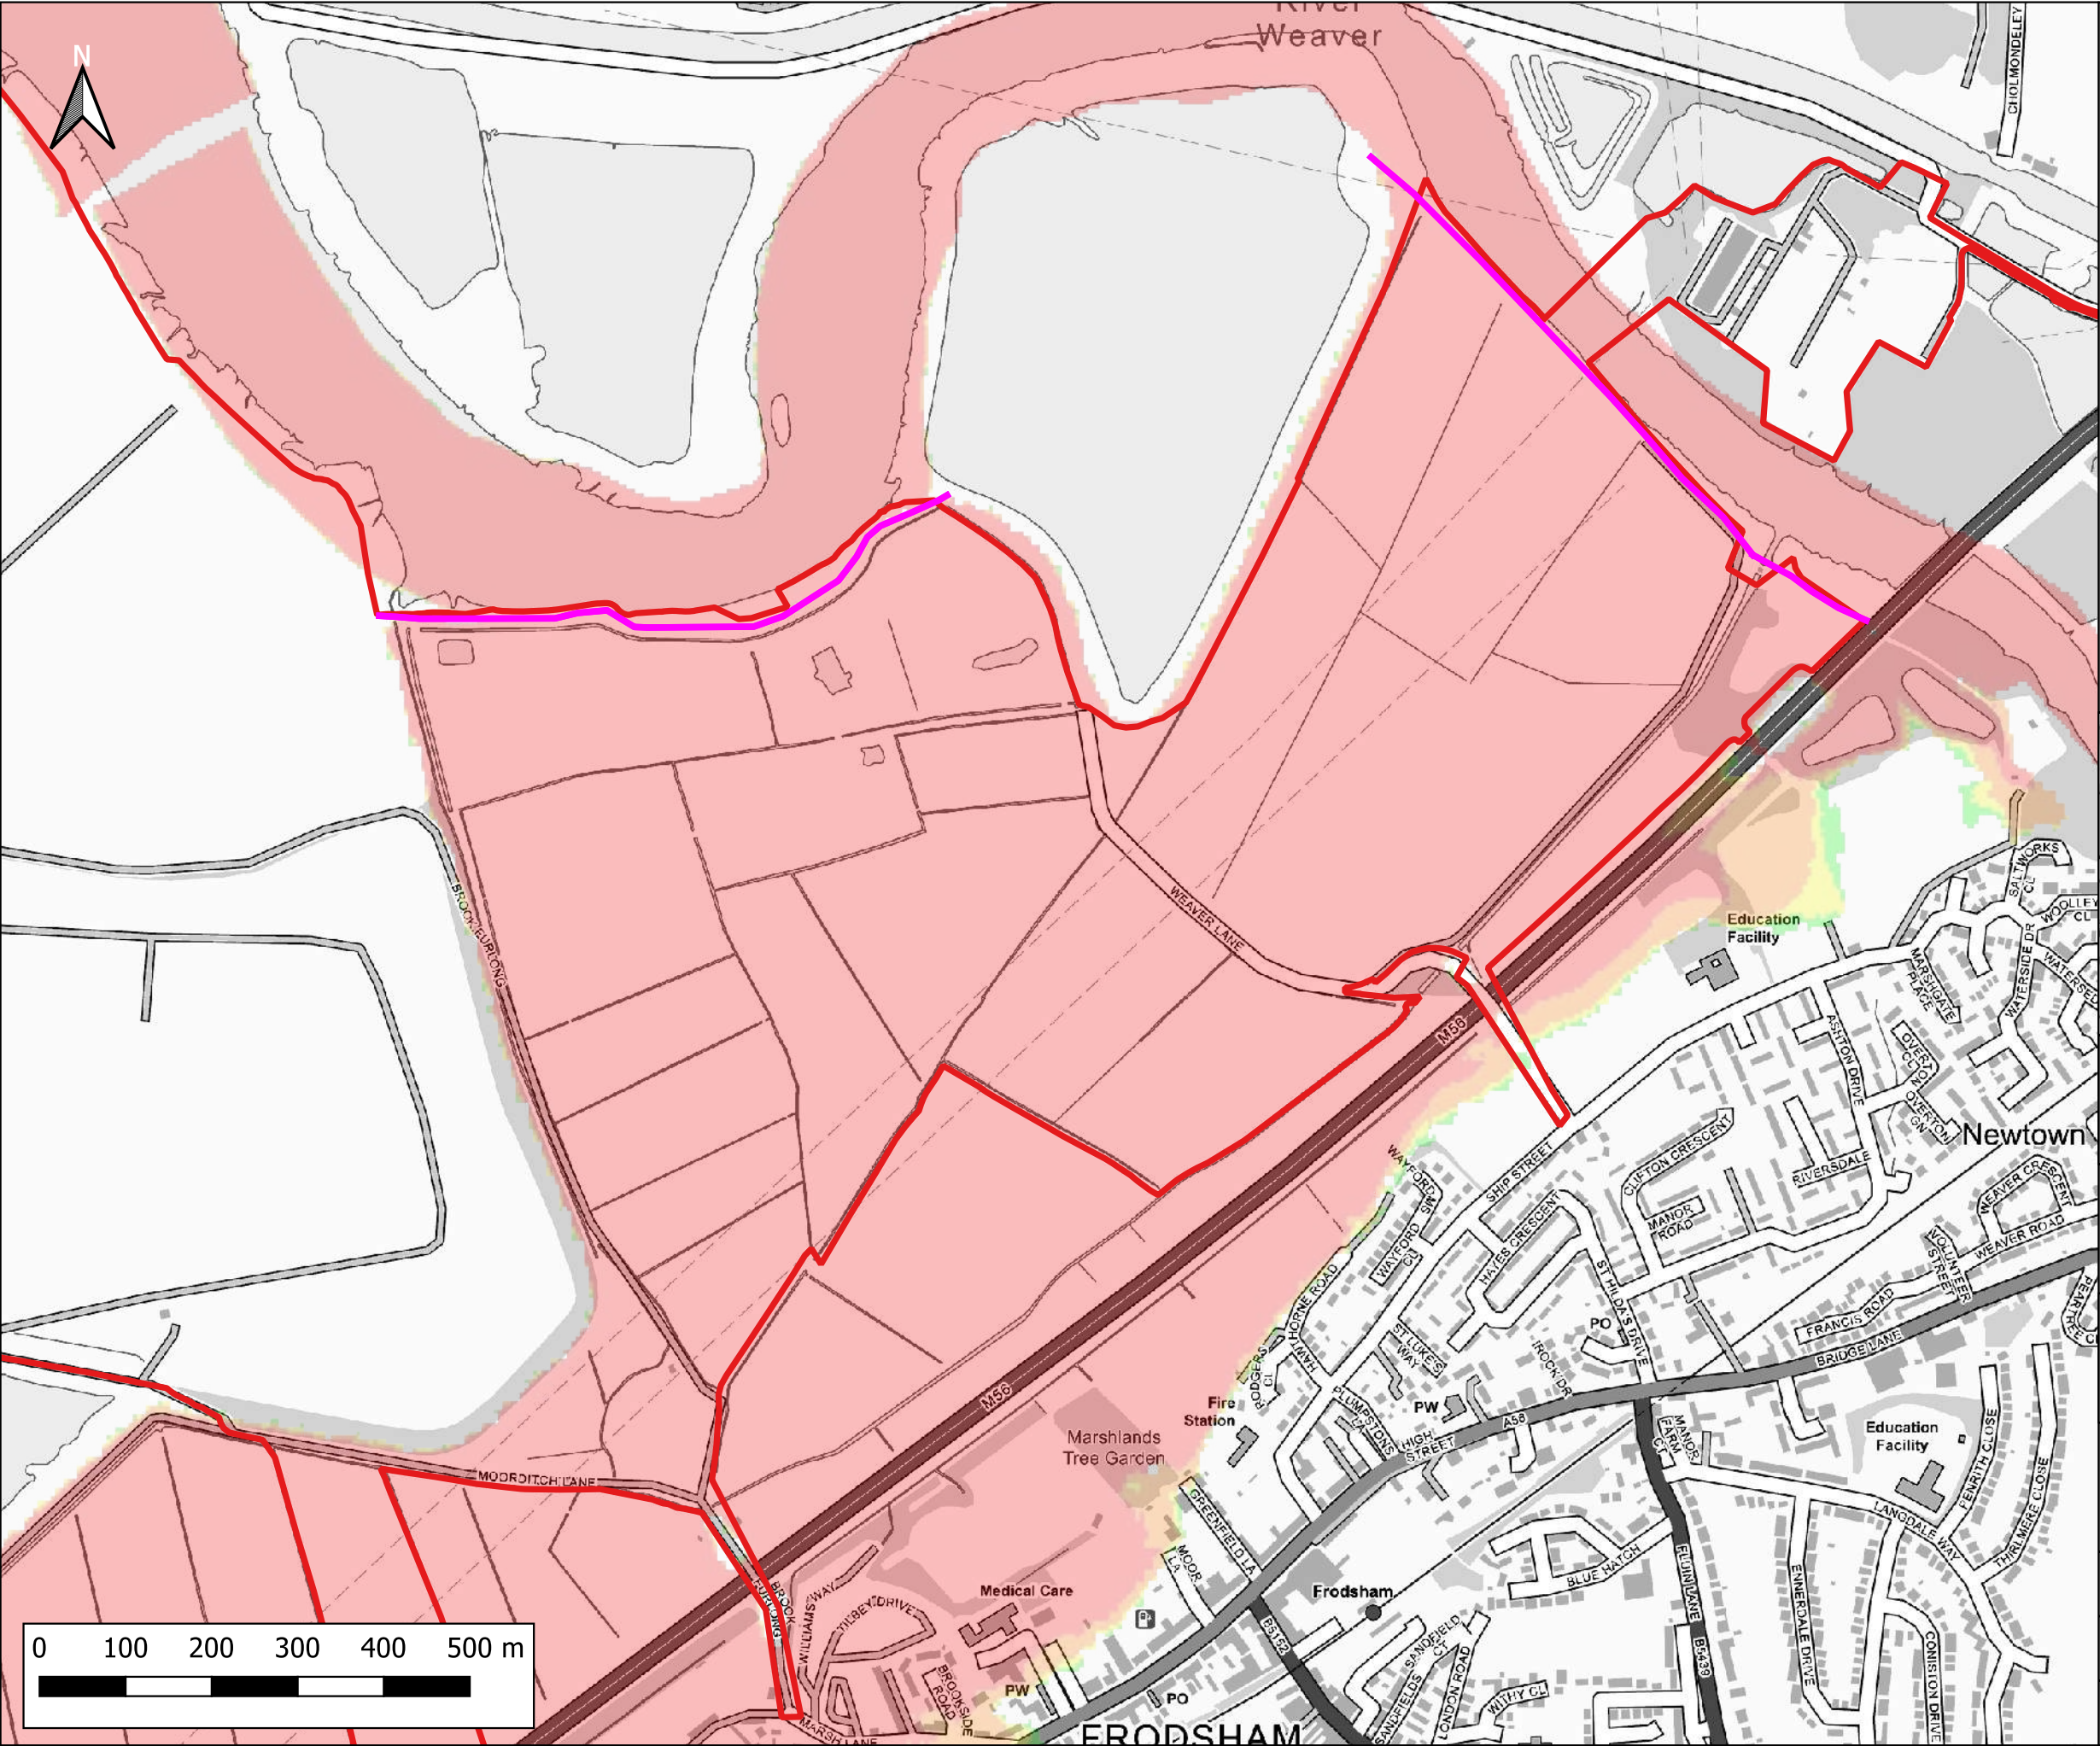 River
Weaver
CHOLMONDELEY
N
BROOK FURLONG
WEAVER LANE
M56
Education
Facility
SALTWORKS
CL
WOOLLEY
CL
WATERSIDE DR
MARSHGATE
PLACE
ASHTON DRIVE
OVERTON
GN
Newtown
WAYFORD
WAYFORD
CL
SHIP STREET
CLIFTON CRESCENT
RIVERSDALE
MANOR
ROAD
HAYES CRESCENT
WEAVER CRESCENT
WEAVER ROAD
VOLUNTEER
STREET
HAWTHORNE ROAD
ST HILDA'S DRIVE
PO
FRANCIS ROAD
BRIDGE LANE
ST LUKE'S
WAY
RODGERS
CL
ROCK DR
M56
Fire
Station
PLUMPSTONS
LA
PW
A56
HIGH
STREET
MANOR
FARM
CT
Education
Facility
PENRITH CLOSE
THIRLMERE CLOSE
LANGDALE WAY
Marshlands
Tree Garden
MOORDITCH LANE
GREENFIELD LA
MOOR
LA
BLUE HATCH
FLUIN LANE
ENNERDALE DRIVE
CONISTON DRIVE
Medical Care
Frodsham
BROOK
FURLONG
WILLIAMS WAY
TILBEY DRIVE
B5152
SANDFIELD
CT
SANDFIELDS
LONDON ROAD
WITHY CL
B5439
BROOKSIDE
ROAD
PW
PO
MARSH LANE
FRODSHAM
0 100 200 300 400 500 m